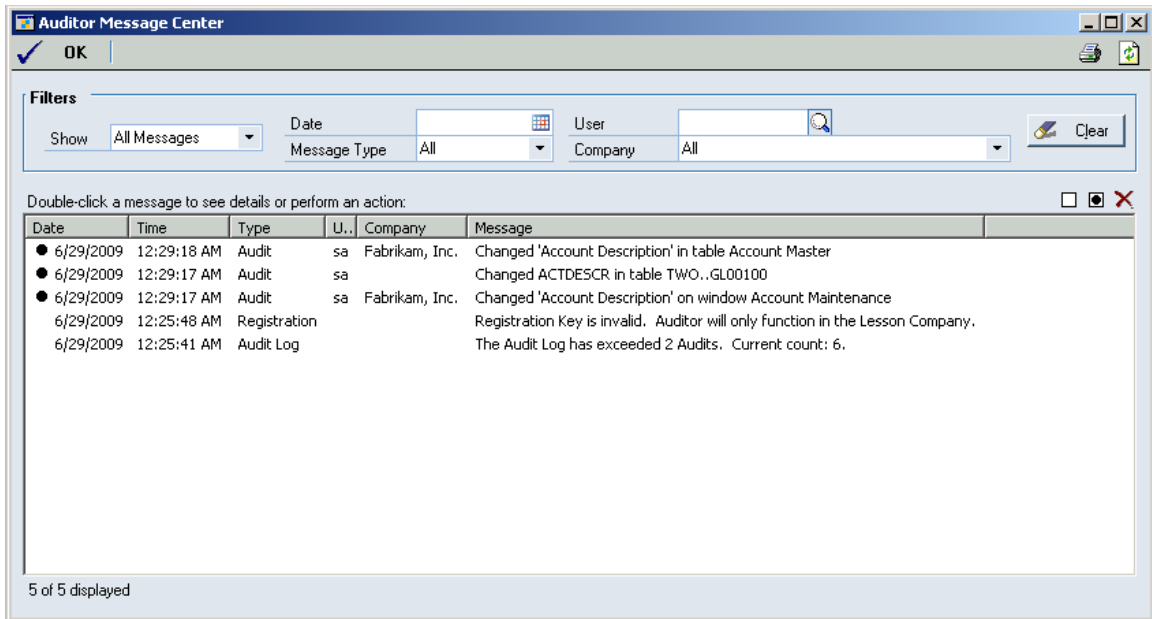 Auditor Message Center
OK
Filters
Show All Messages Date User Clear
Message Type All Company All
Double-click a message to see details or perform an action:
Date Time Type U.. Company Message
6/29/2009 12:29:18 AM Audit sa Fabrikam, Inc. Changed 'Account Description' in table Account Master
6/29/2009 12:29:17 AM Audit sa Changed ACTDESCR in table TWO..GL00100
6/29/2009 12:29:17 AM Audit sa Fabrikam, Inc. Changed 'Account Description' on window Account Maintenance
6/29/2009 12:25:48 AM Registration Registration Key is invalid. Auditor will only function in the Lesson Company.
6/29/2009 12:25:41 AM Audit Log The Audit Log has exceeded 2 Audits. Current count: 6.
5 of 5 displayed